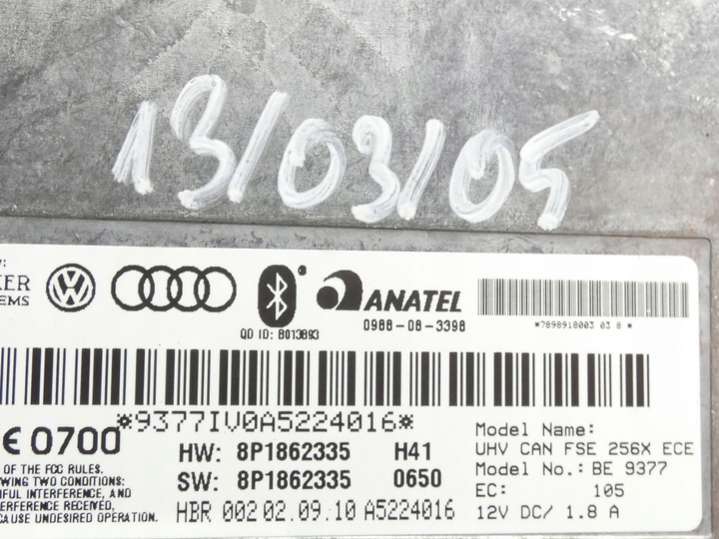 13/03/05
KER
EMS
ANATEL
QD ID: B013893
0988-08-3398
*7898918003 03 8 *
*9377IV0A5224016*
CE 0700
HW: 8P1862335 H41
SW: 8P1862335 0650
HBR 002 02.09.10 A5224016
OF THE FCC RULES.
WING TWO CONDITIONS:
FUL INTERFERENCE, AND
ERFERENCE RECEIVED,
CAUSE UNDESIRED OPERATION.
Model Name:
UHV CAN FSE 256X ECE
Model No.: BE 9377
EC: 105
12V DC/ 1.8 A